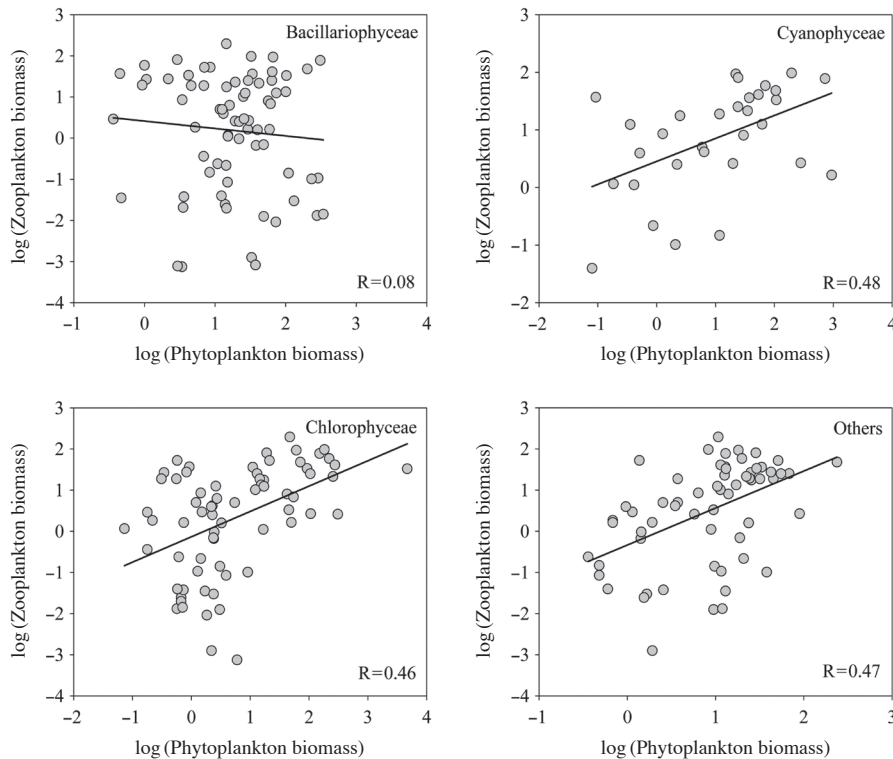 3
Bacillariophyceae
2
1
0
−1
−2
−3
−4
log (Zooplankton biomass)
R=0.08
−1 0 1 2 3 4
log (Phytoplankton biomass)
3
Cyanophyceae
2
1
0
1
−2
log (Zooplankton biomass)
R=0.48
−2 −1 0 1 2 3 4
log (Phytoplankton biomass)
3
Chlorophyceae
2
1
0
−1
−2
−3
−4
log (Zooplankton biomass)
R=0.46
−2 −1 0 1 2 3 4
log (Phytoplankton biomass)
3
Others
2
1
0
−1
−2
−3
−4
log (Zooplankton biomass)
R=0.47
−1 0 1 2 3
log (Phytoplankton biomass)